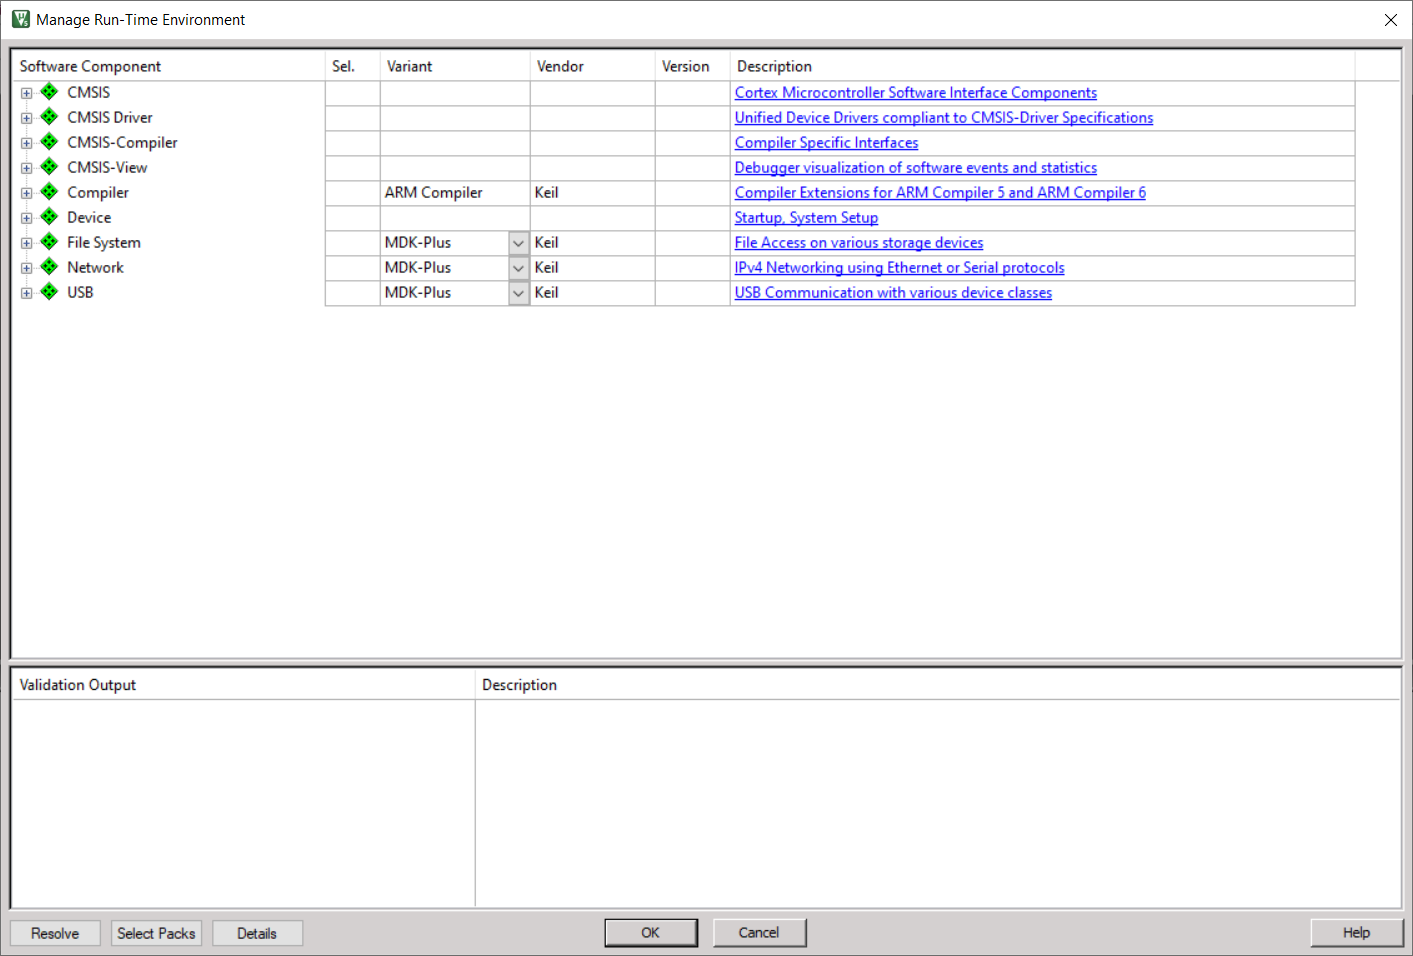 Manage Run-Time Environment
Software Component Sel. Variant Vendor Version Description
CMSIS Cortex Microcontroller Software Interface Components
CMSIS Driver Unified Device Drivers compliant to CMSIS-Driver Specifications
CMSIS-Compiler Compiler Specific Interfaces
CMSIS-View Debugger visualization of software events and statistics
Compiler ARM Compiler Keil Compiler Extensions for ARM Compiler 5 and ARM Compiler 6
Device Startup, System Setup
File System MDK-Plus Keil File Access on various storage devices
Network MDK-Plus Keil IPv4 Networking using Ethernet or Serial protocols
USB MDK-Plus Keil USB Communication with various device classes
Validation Output Description
Resolve Select Packs Details OK Cancel Help